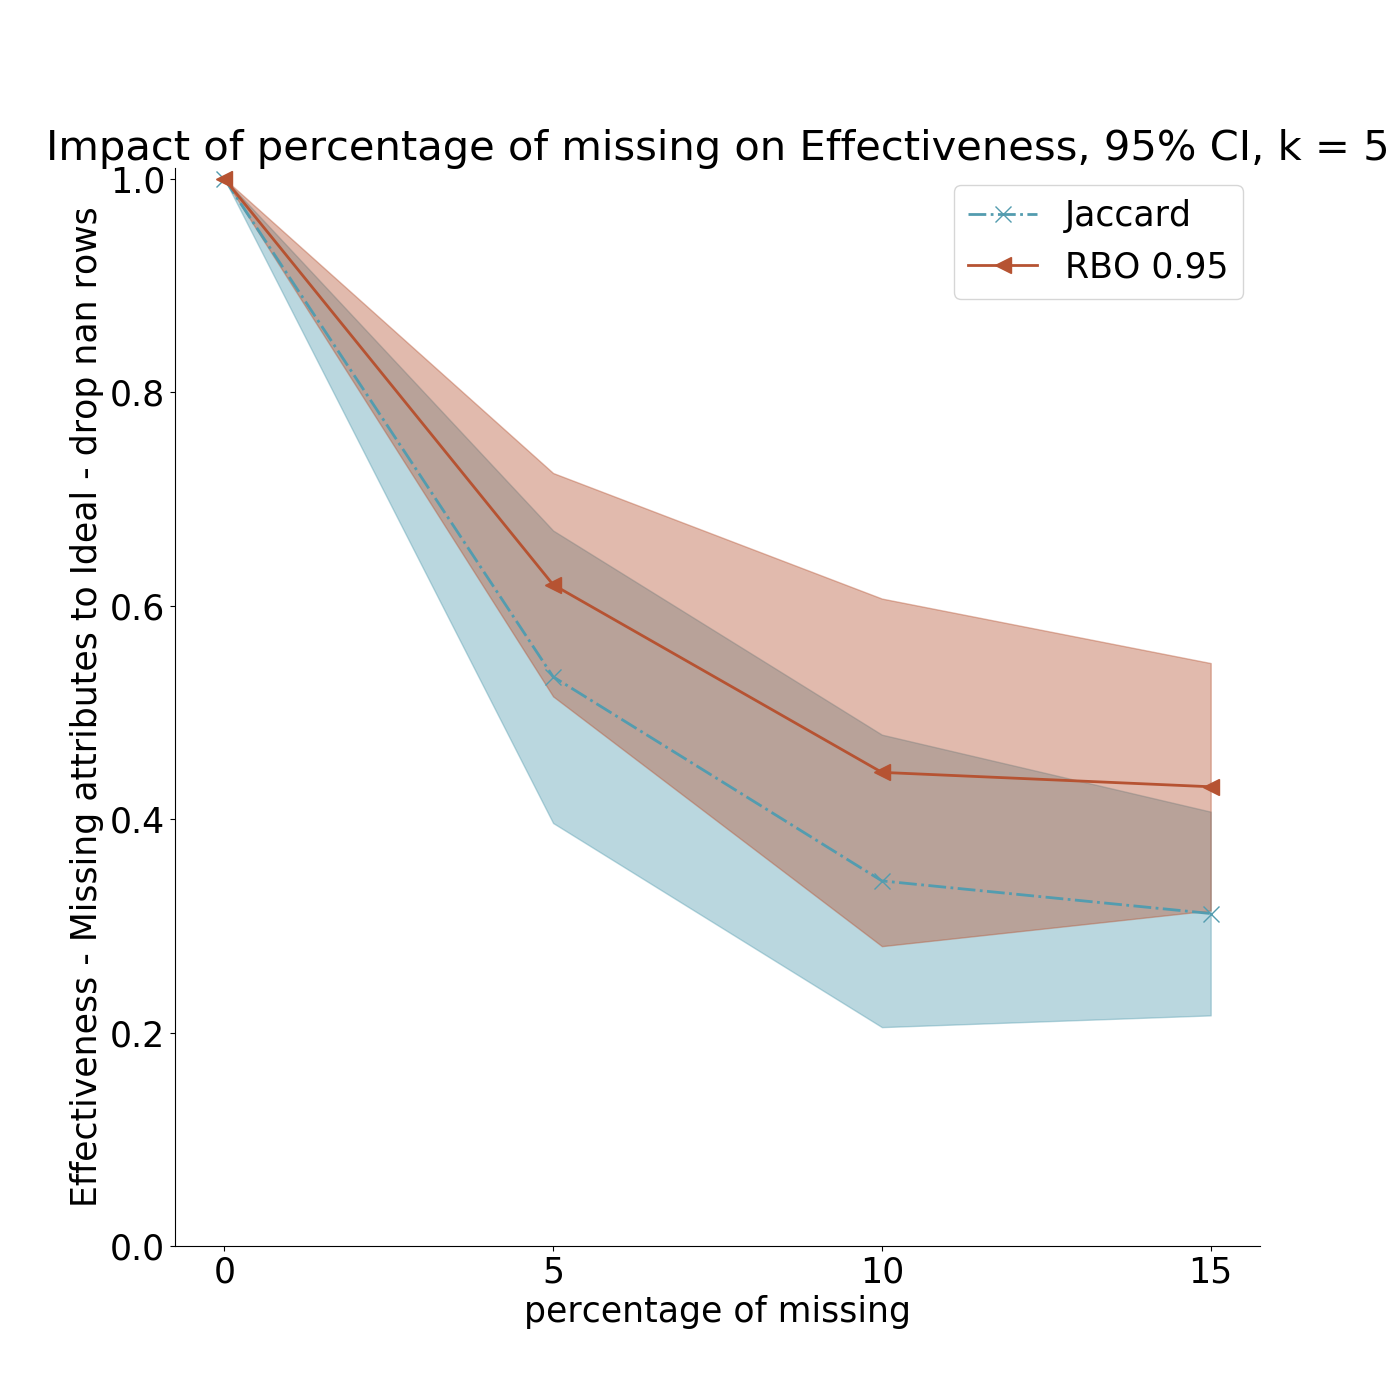 Impact of percentage of missing on Effectiveness, 95% CI, k = 5
Jaccard
RBO 0.95
Effectiveness - Missing attributes to Ideal - drop nan rows
1.0
0.8
0.6
0.4
0.2
0.0
0 5 10 15
percentage of missing